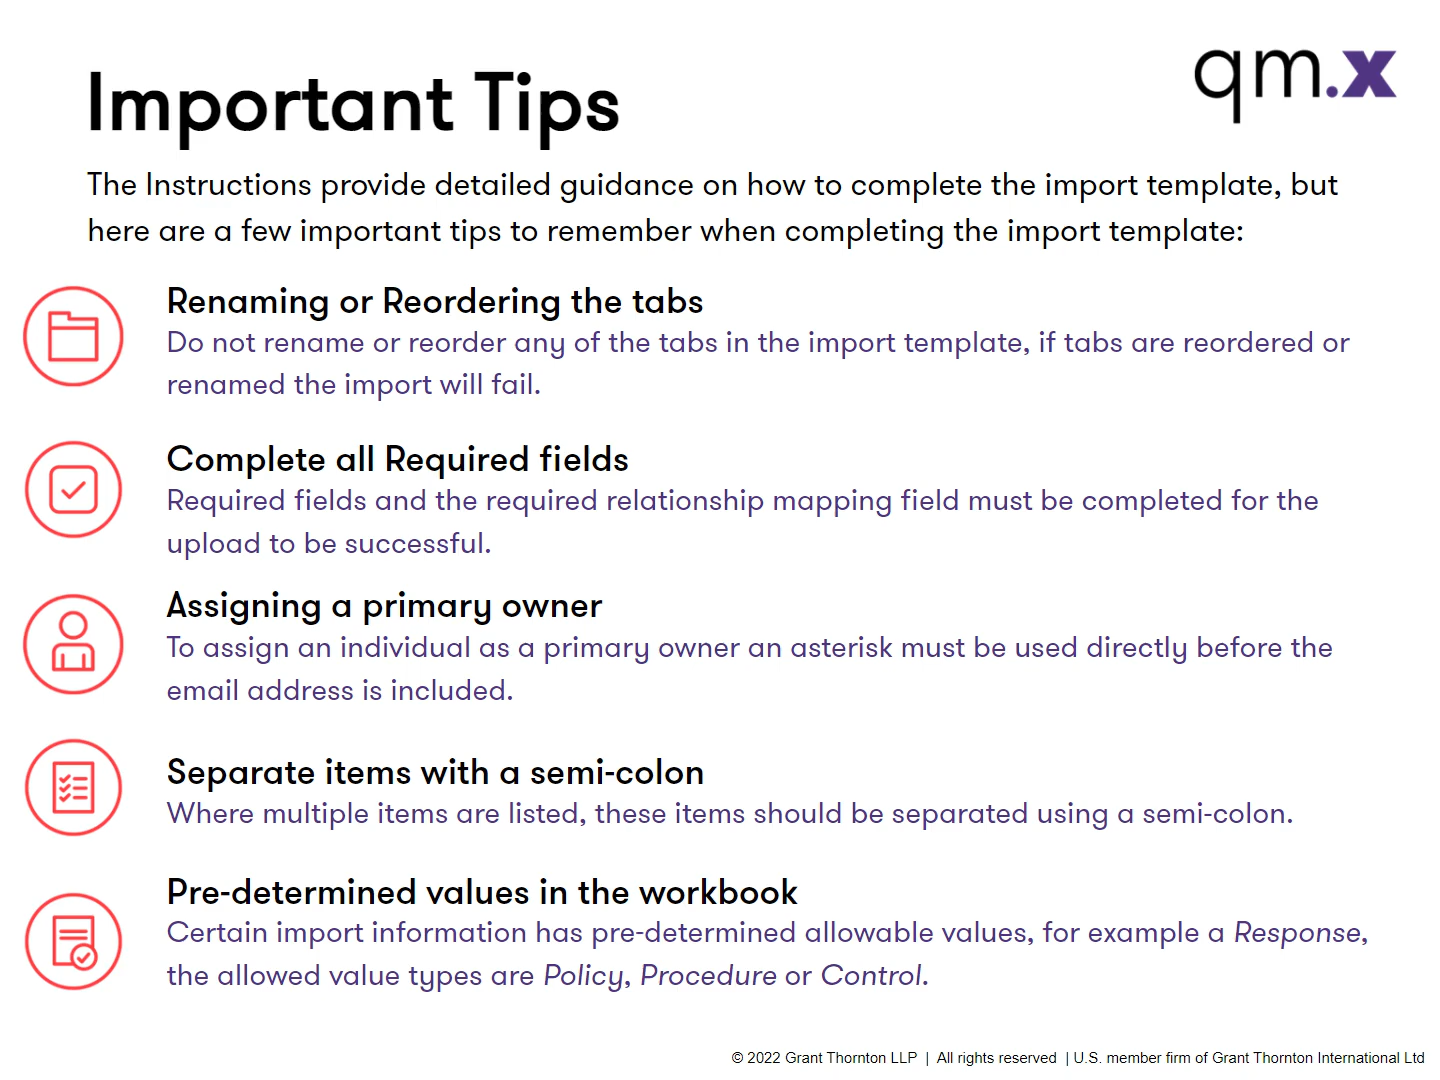 qm.x
Important Tips
The Instructions provide detailed guidance on how to complete the import template, but
here are a few important tips to remember when completing the import template:
Renaming or Reordering the tabs
Do not rename or reorder any of the tabs in the import template, if tabs are reordered or
renamed the import will fail.
Complete all Required fields
Required fields and the required relationship mapping field must be completed for the
upload to be successful.
Assigning a primary owner
To assign an individual as a primary owner an asterisk must be used directly before the
email address is included.
Separate items with a semi-colon
Where multiple items are listed, these items should be separated using a semi-colon.
Pre-determined values in the workbook
Certain import information has pre-determined allowable values, for example a Response,
the allowed value types are Policy, Procedure or Control.
© 2022 Grant Thornton LLP | All rights reserved | U.S. member firm of Grant Thornton International Ltd